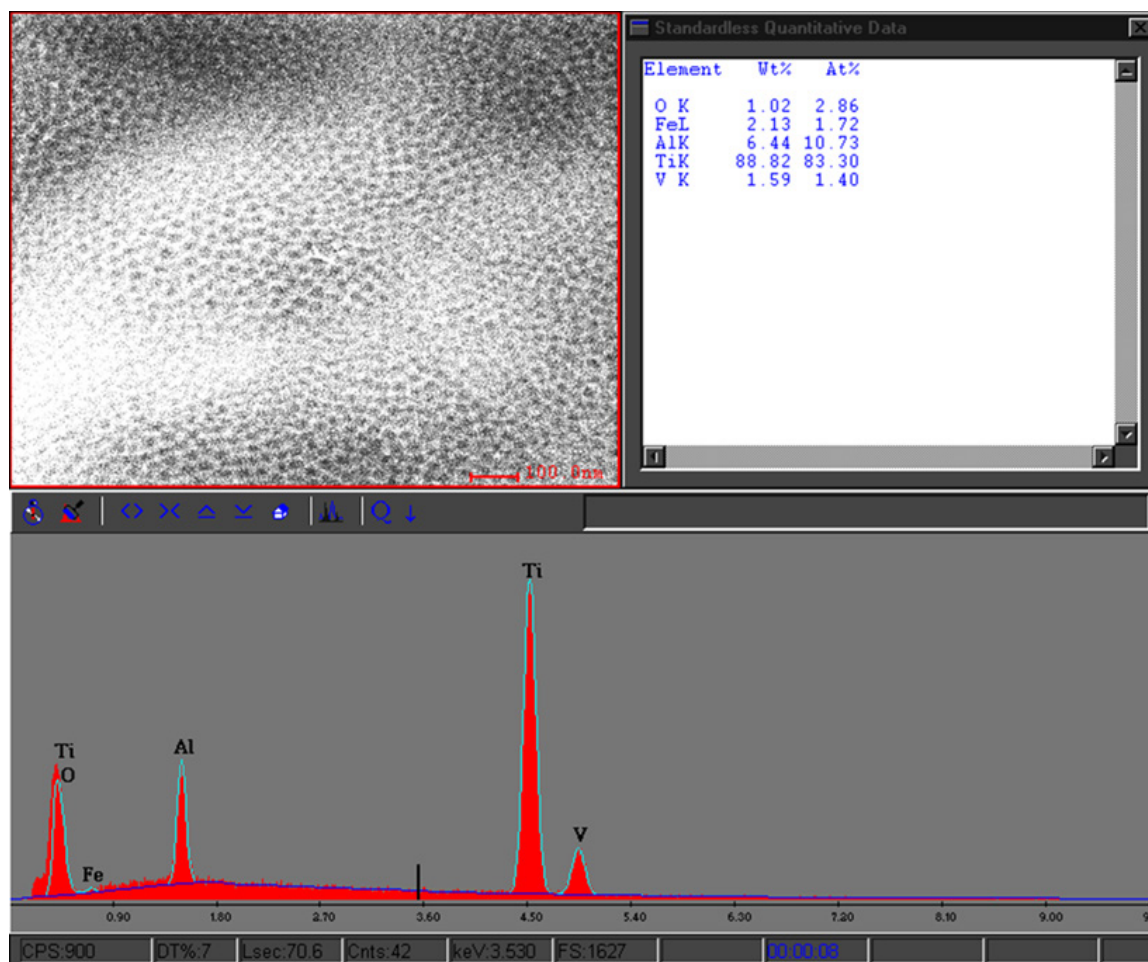 Standardless Quantitative Data
Element Wt% At%
O K 1.02 2.86
FeL 2.13 1.72
AlK 6.44 10.73
TiK 88.82 83.30
V K 1.59 1.40
100.0nm
Q
Ti
Ti
O
Al
V
Fe
0.90 1.80 2.70 3.60 4.50 5.40 6.30 7.20 8.10 9.00 9
CPS:900 DT%:7 Lsec:70.6 Cnts:42 keV:3.530 FS:1627 00:00:08